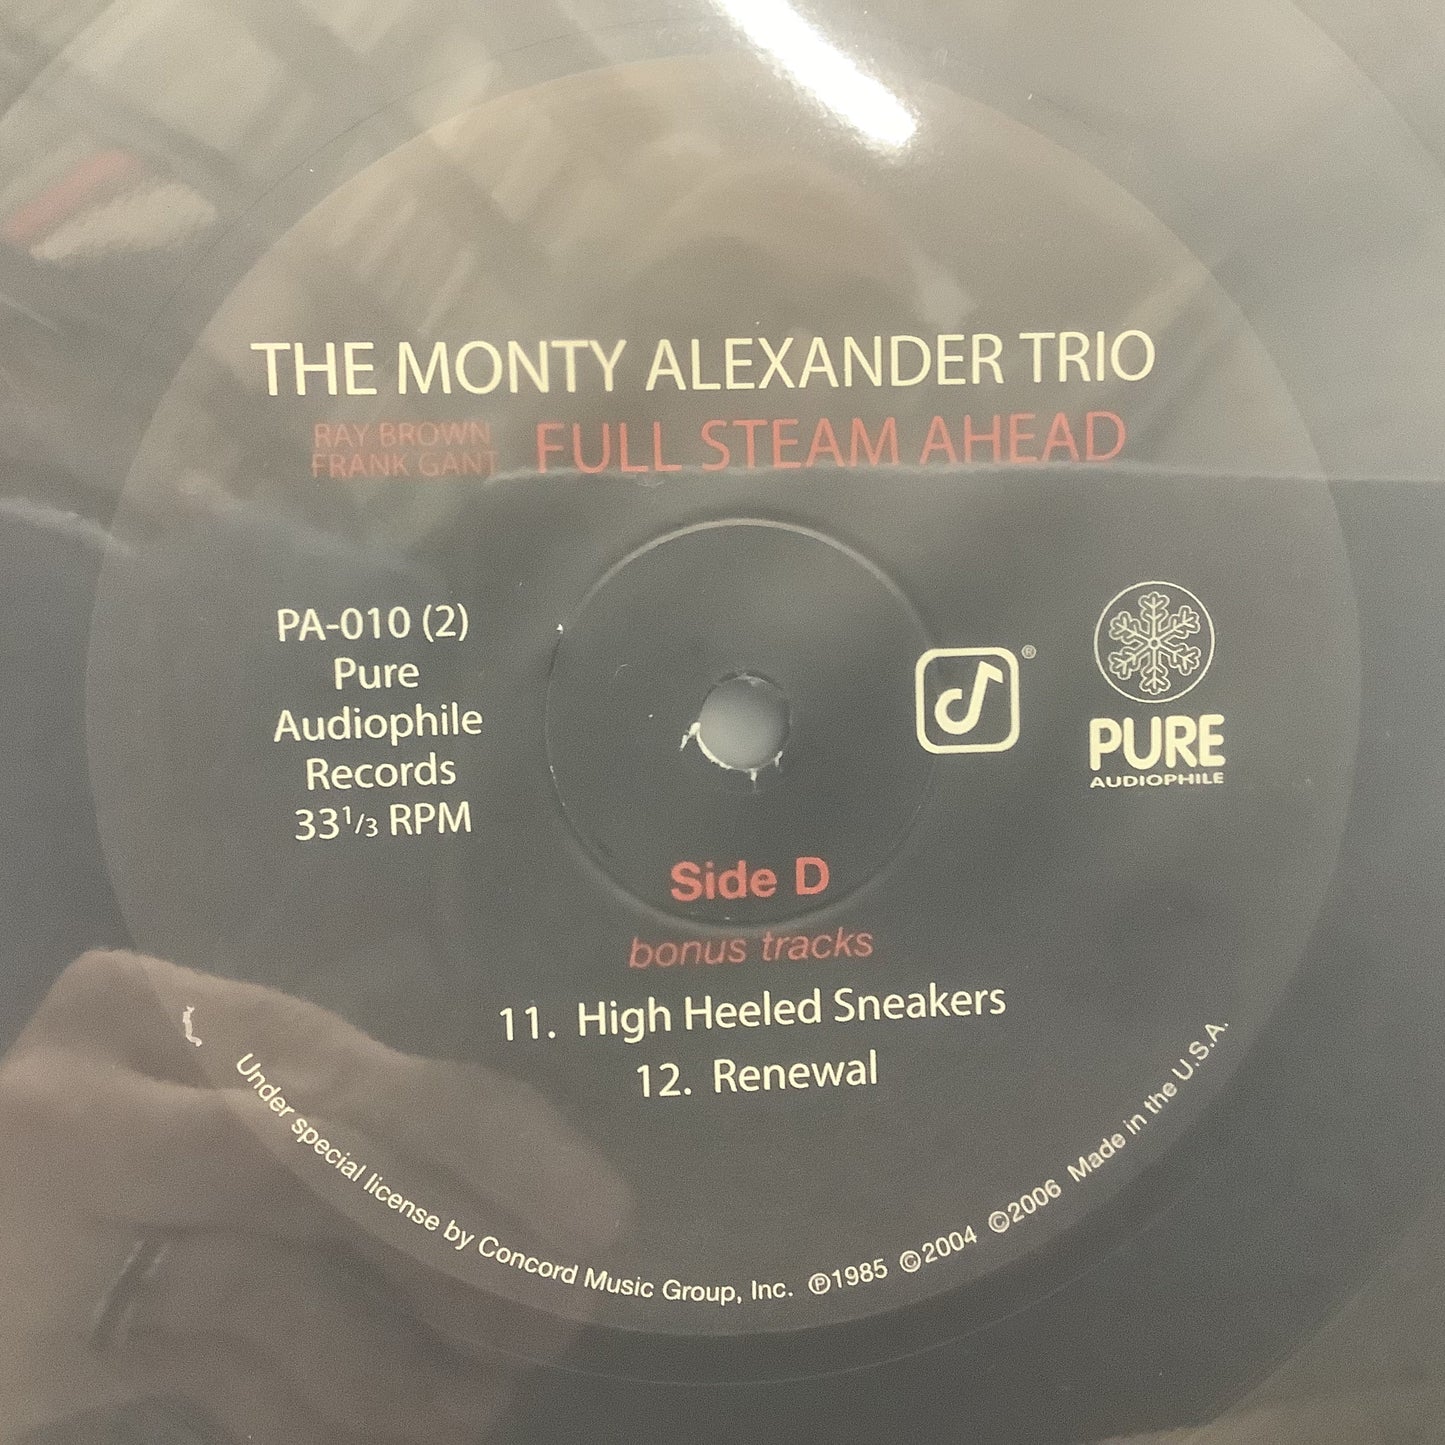 THE MONTY ALEXANDER TRIO
RAY BROWN
FRANK GANT
FULL STEAM AHEAD
PA-010 (2)
Pure
Audiophile
Records
33 1/3 RPM
®
PURE
AUDIOPHILE
Side D
bonus tracks
11. High Heeled Sneakers
12. Renewal
Under special license by Concord Music Group, Inc. ℗1985 ©2004 ©2006 Made in the U.S.A.